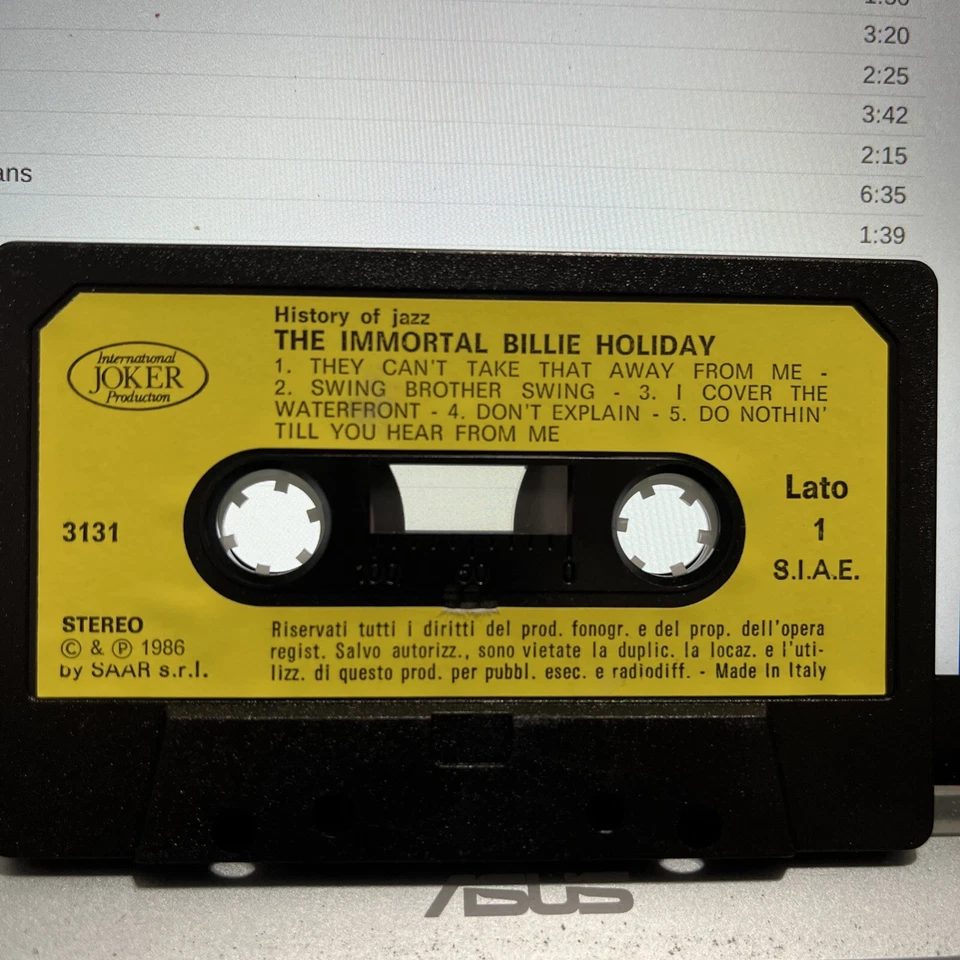 3:20
2:25
3:42
2:15
ans
6:35
1:39
International
JOKER
Production
History of jazz
THE IMMORTAL BILLIE HOLIDAY
1. THEY CAN'T TAKE THAT AWAY FROM ME -
2. SWING BROTHER SWING - 3. I COVER THE
WATERFRONT - 4. DON'T EXPLAIN - 5. DO NOTHIN'
TILL YOU HEAR FROM ME
Lato
1
S.I.A.E.
3131
100 50 0
STEREO
© & ℗ 1986
by SAAR s.r.l.
Riservati tutti i diritti del prod. fonogr. e del prop. dell'opera
regist. Salvo autorizz., sono vietate la duplic. la locaz. e l'uti-
lizz. di questo prod. per pubbl. esec. e radiodiff. - Made In Italy
ASUS